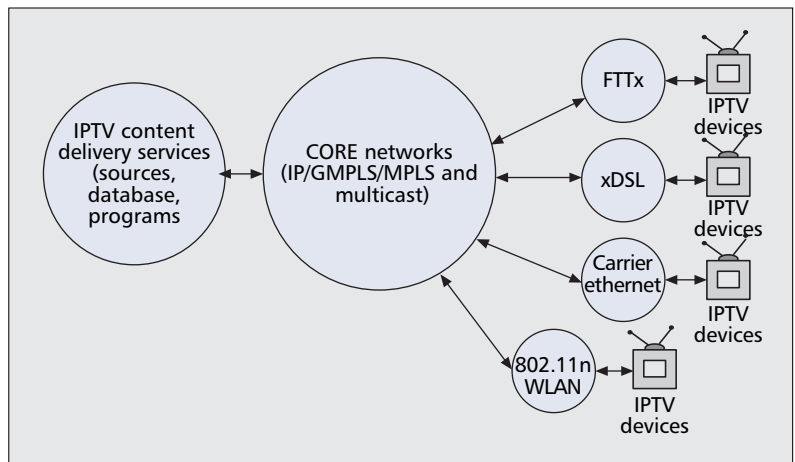 IPTV content
delivery services
(sources,
database,
programs
CORE networks
(IP/GMPLS/MPLS and
multicast)
FTTx
IPTV
devices
xDSL
IPTV
devices
Carrier
ethernet
IPTV
devices
802.11n
WLAN
IPTV
devices